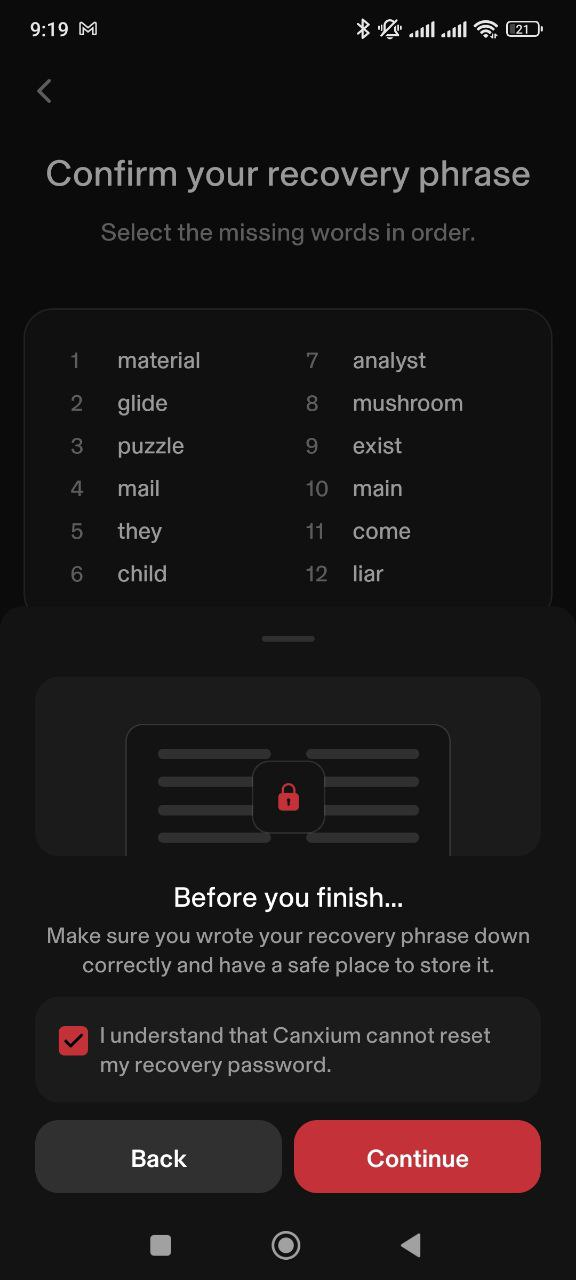 9:19
21
Confirm your recovery phrase
Select the missing words in order.
1 material
2 glide
3 puzzle
4 mail
5 they
6 child
7 analyst
8 mushroom
9 exist
10 main
11 come
12 liar
Before you finish...
Make sure you wrote your recovery phrase down
correctly and have a safe place to store it.
I understand that Canxium cannot reset
my recovery password.
Back
Continue